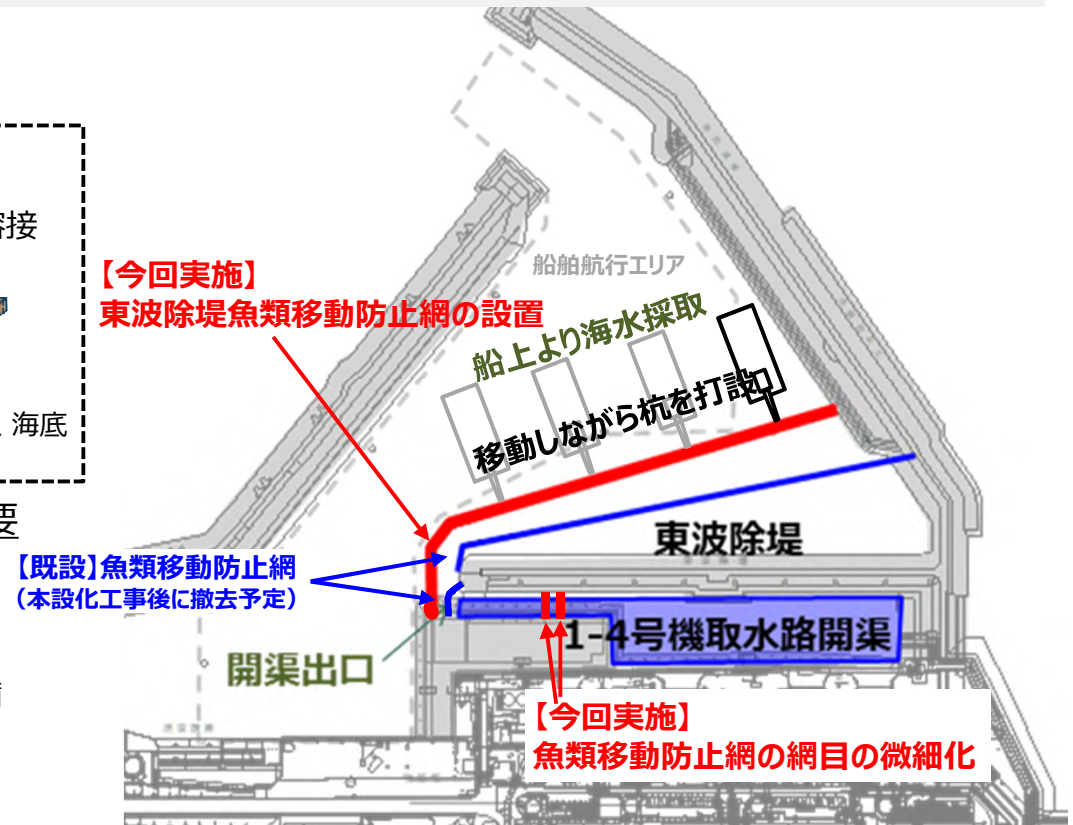 溶接
海底
要
【今回実施】
東波除堤魚類移動防止網の設置
船舶航行エリア
船上より海水採取
移動しながら杭を打設
【既設】魚類移動防止網
（本設化工事後に撤去予定）
東波除堤
1-4号機取水路開渠
開渠出口
【今回実施】
魚類移動防止網の網目の微細化